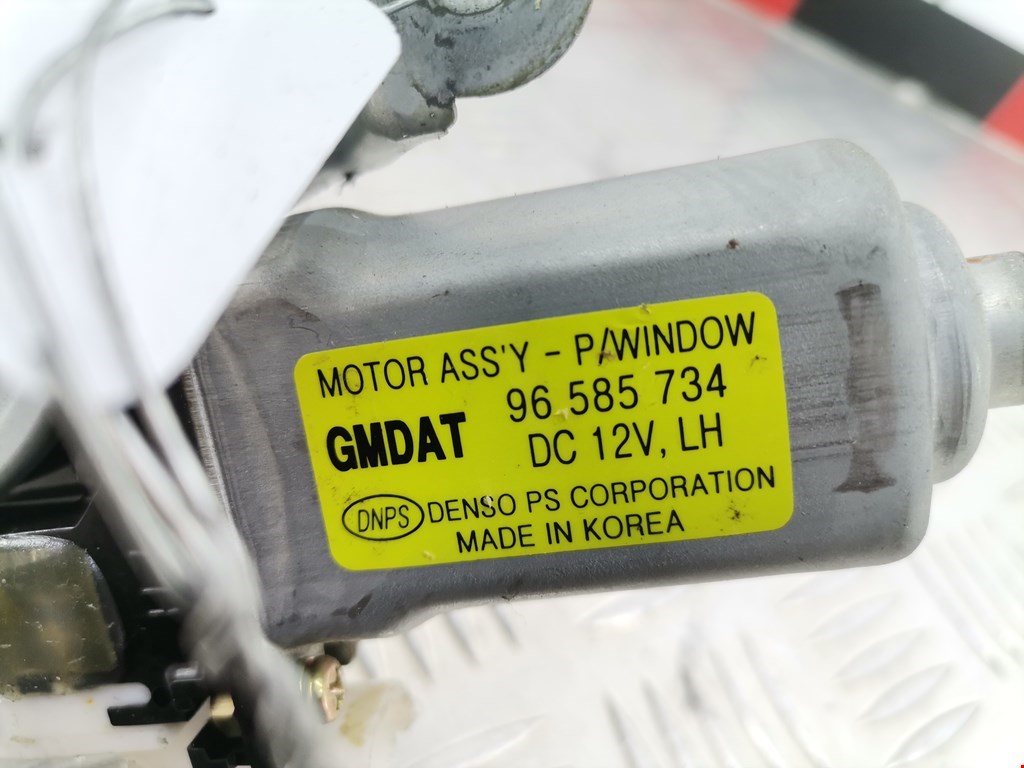 MOTOR ASS'Y - P/WINDOW
GMDAT 96 585 734
DC 12V, LH
DNPS DENSO PS CORPORATION
MADE IN KOREA